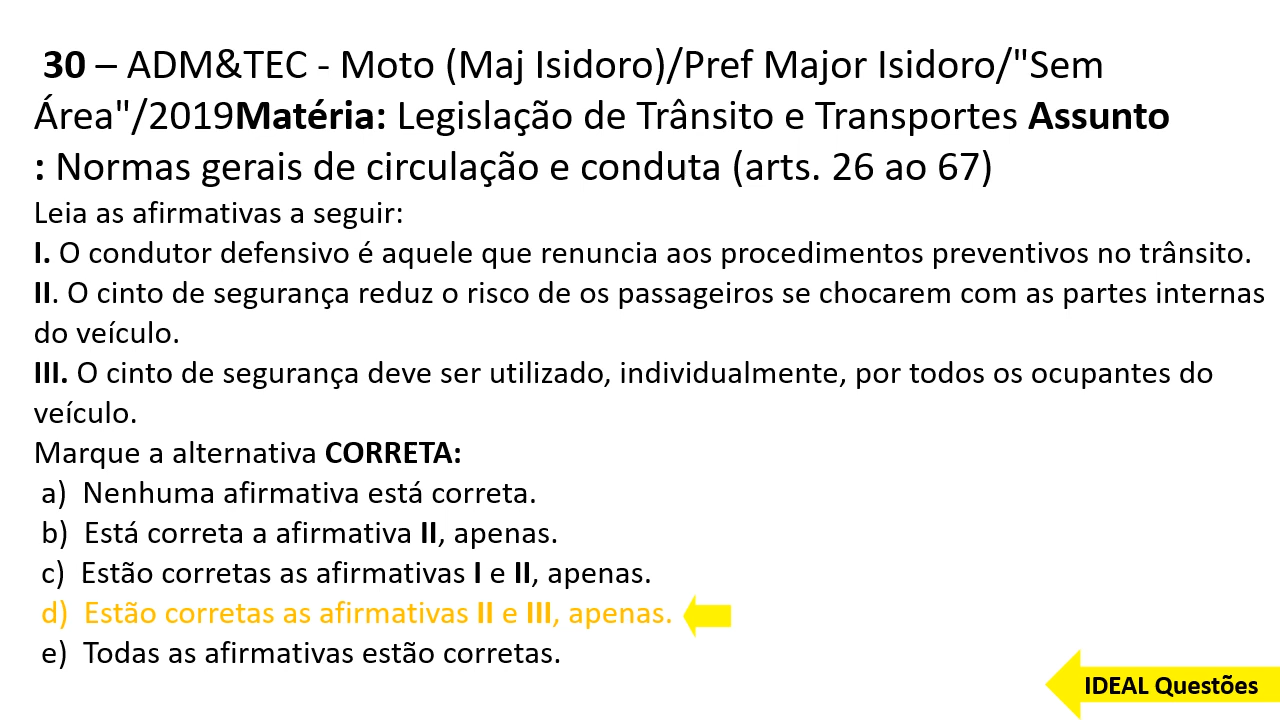 30 – ADM&TEC - Moto (Maj Isidoro)/Pref Major Isidoro/"Sem
Área"/2019Matéria: Legislação de Trânsito e Transportes Assunto
: Normas gerais de circulação e conduta (arts. 26 ao 67)
Leia as afirmativas a seguir:
I. O condutor defensivo é aquele que renuncia aos procedimentos preventivos no trânsito.
II. O cinto de segurança reduz o risco de os passageiros se chocarem com as partes internas
do veículo.
III. O cinto de segurança deve ser utilizado, individualmente, por todos os ocupantes do
veículo.
Marque a alternativa CORRETA:
a) Nenhuma afirmativa está correta.
b) Está correta a afirmativa II, apenas.
c) Estão corretas as afirmativas I e II, apenas.
d) Estão corretas as afirmativas II e III, apenas.
e) Todas as afirmativas estão corretas.
IDEAL Questões